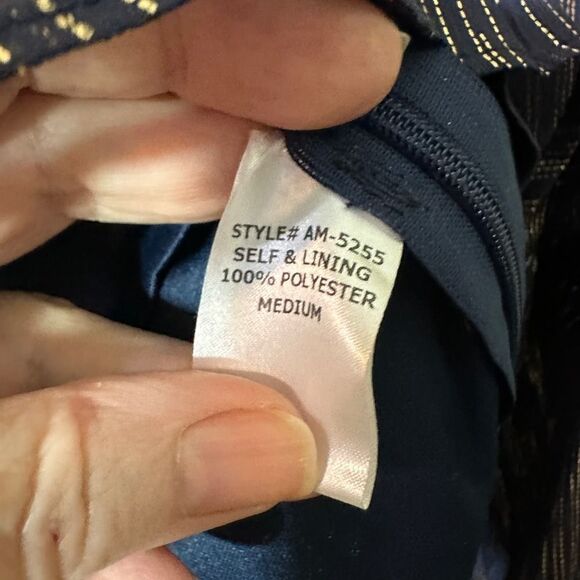 STYLE# AM-5255
SELF & LINING
100% POLYESTER
MEDIUM